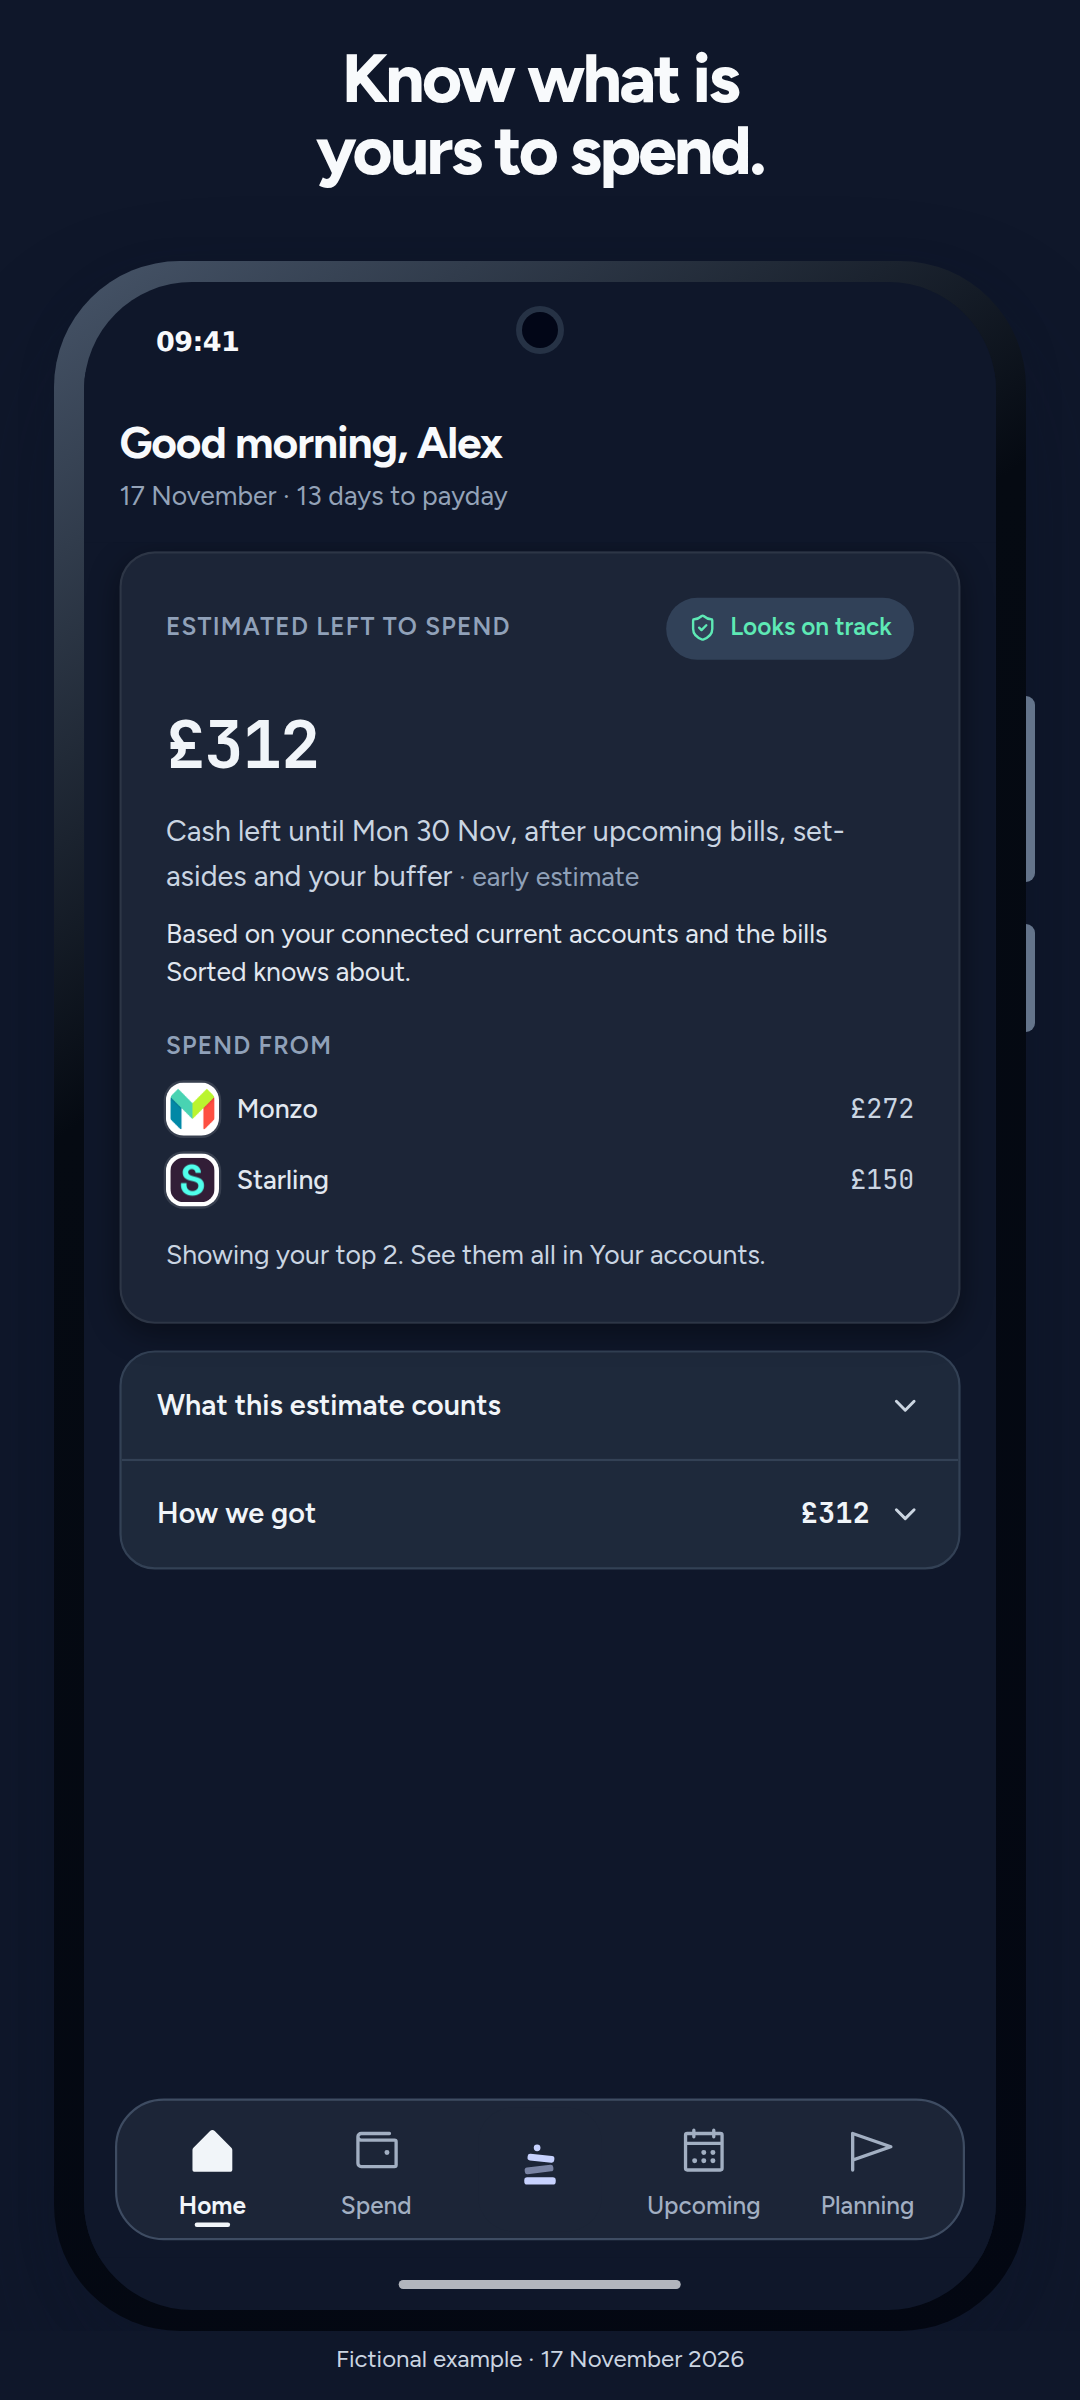 Know what is
yours to spend.
09:41
Good morning, Alex
17 November · 13 days to payday
ESTIMATED LEFT TO SPEND
Looks on track
£312
Cash left until Mon 30 Nov, after upcoming bills, set-
asides and your buffer · early estimate
Based on your connected current accounts and the bills
Sorted knows about.
SPEND FROM
Monzo £272
Starling £150
Showing your top 2. See them all in Your accounts.
What this estimate counts
How we got £312
Home Spend Upcoming Planning
Fictional example · 17 November 2026